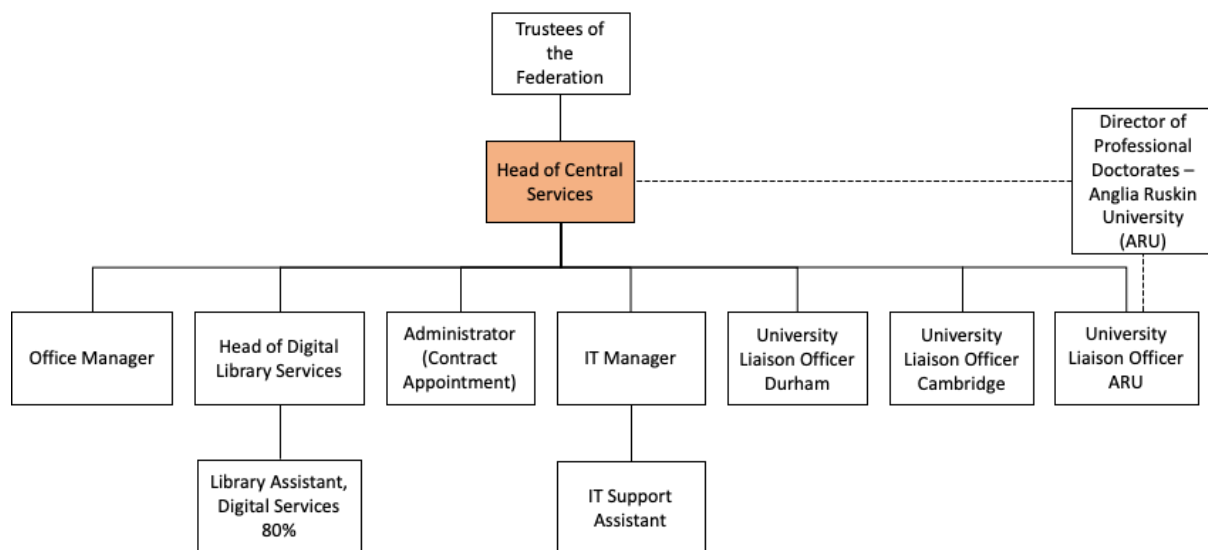 Trustees of
the
Federation
Head of Central
Services
Director of
Professional
Doctorates –
Anglia Ruskin
University
(ARU)
Office Manager
Head of Digital
Library Services
Administrator
(Contract
Appointment)
IT Manager
University
Liaison Officer
Durham
University
Liaison Officer
Cambridge
University
Liaison Officer
ARU
Library Assistant,
Digital Services
80%
IT Support
Assistant